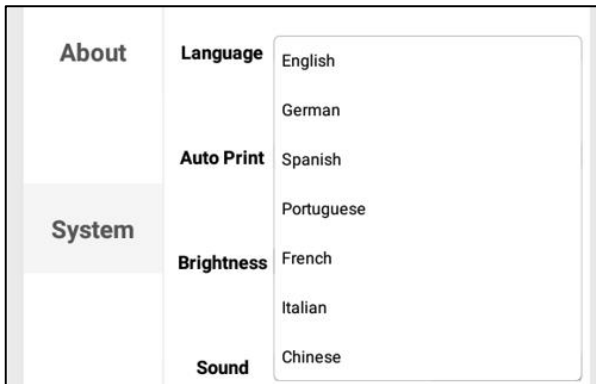 About
System
Language
Auto Print
Brightness
Sound
English
German
Spanish
Portuguese
French
Italian
Chinese